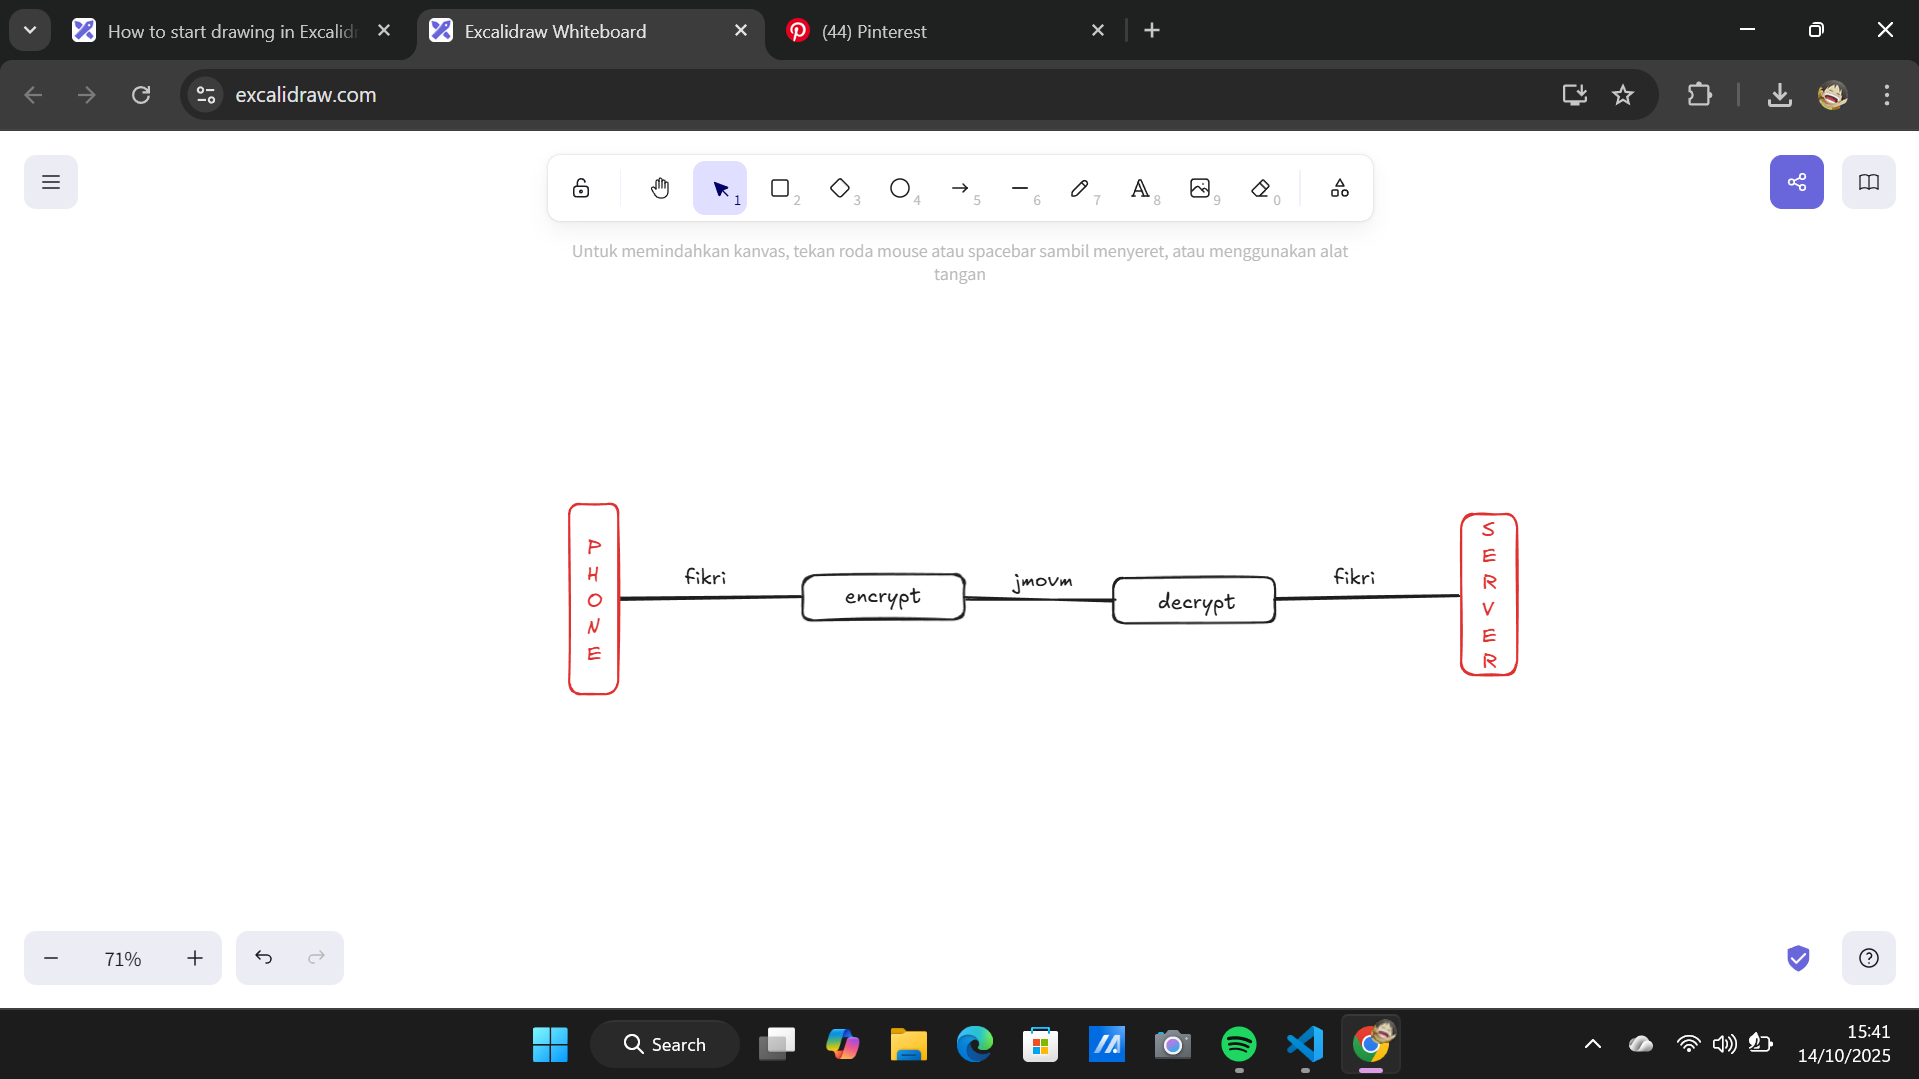 How to start drawing in Excalidr
Excalidraw Whiteboard
(44) Pinterest
excalidraw.com
1
2
3
4
5
6
7
8
9
0
Untuk memindahkan kanvas, tekan roda mouse atau spacebar sambil menyeret, atau menggunakan alat
tangan
P
H
O
N
E
fikri
encrypt
jmovm
decrypt
fikri
S
E
R
V
E
R
71%
Search
15:41
14/10/2025